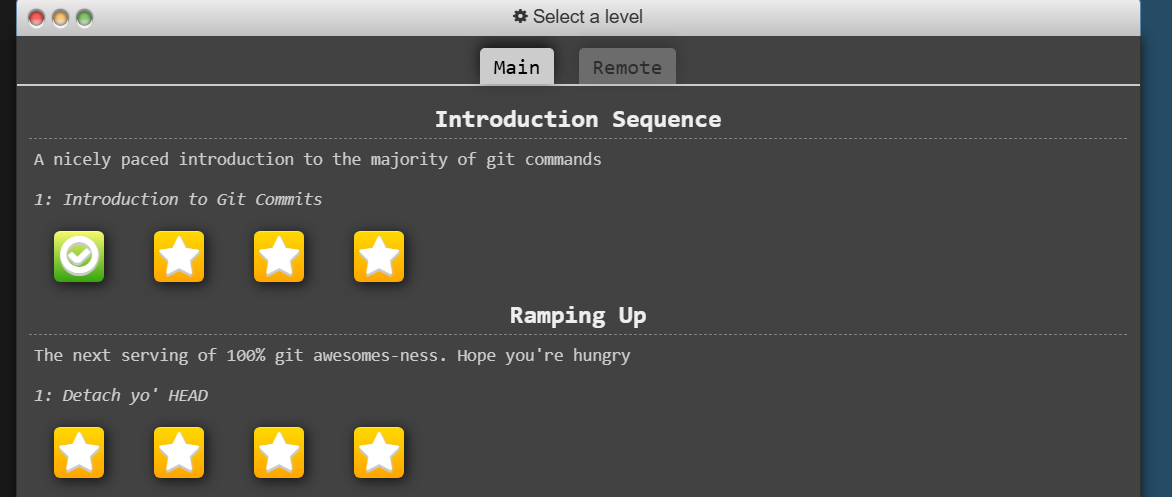 Select a level
Main Remote
Introduction Sequence
A nicely paced introduction to the majority of git commands
1: Introduction to Git Commits
Ramping Up
The next serving of 100% git awesomes-ness. Hope you're hungry
1: Detach yo' HEAD